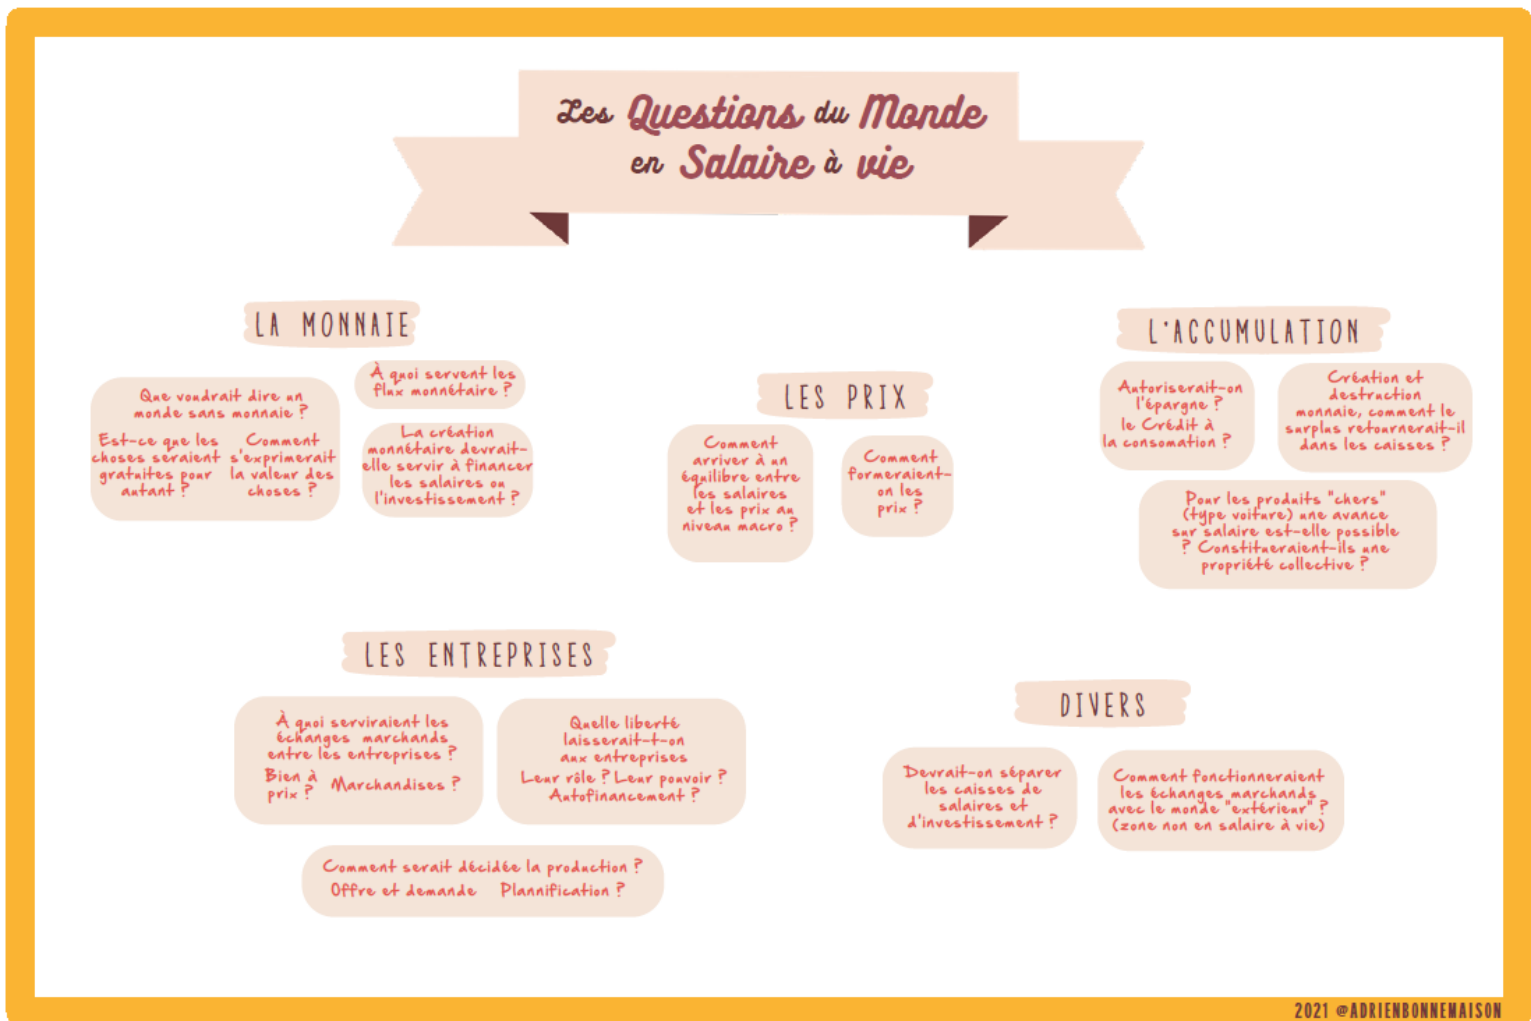 Les Questions du Monde
en Salaire à vie
LA MONNAIE
Que voudrait dire un
monde sans monnaie ?
Est-ce que les
choses seraient
gratuites pour
autant ?
Comment
s'exprimerait
la valeur des
choses ?
À quoi servent les
flux monnétaire ?
La création
monnétaire devrait-
elle servir à financer
les salaires ou
l'investissement ?
LES PRIX
Comment
arriver à un
équilibre entre
les salaires
et les prix au
niveau macro ?
Comment
formeraient-
on les
prix ?
L'ACCUMULATION
Autoriserait-on
l'épargne ?
le Crédit à
la consomation ?
Création et
destruction
monnaie, comment le
surplus retournerait-il
dans les caisses ?
Pour les produits "chers"
(type voiture) une avance
sur salaire est-elle possible
? Constitueraient-ils une
propriété collective ?
LES ENTREPRISES
À quoi serviraient les
échanges marchands
entre les entreprises ?
Bien à
prix ?
Marchandises ?
Quelle liberté
laisserait-t-on
aux entreprises
Leur rôle ? Leur pouvoir ?
Autofinancement ?
Comment serait décidée la production ?
Offre et demande Plannification ?
DIVERS
Devrait-on séparer
les caisses de
salaires et
d'investissement ?
Comment fonctionneraient
les échanges marchands
avec le monde "extérieur" ?
(zone non en salaire à vie)
2021 @ADRIENBONNEMAISON